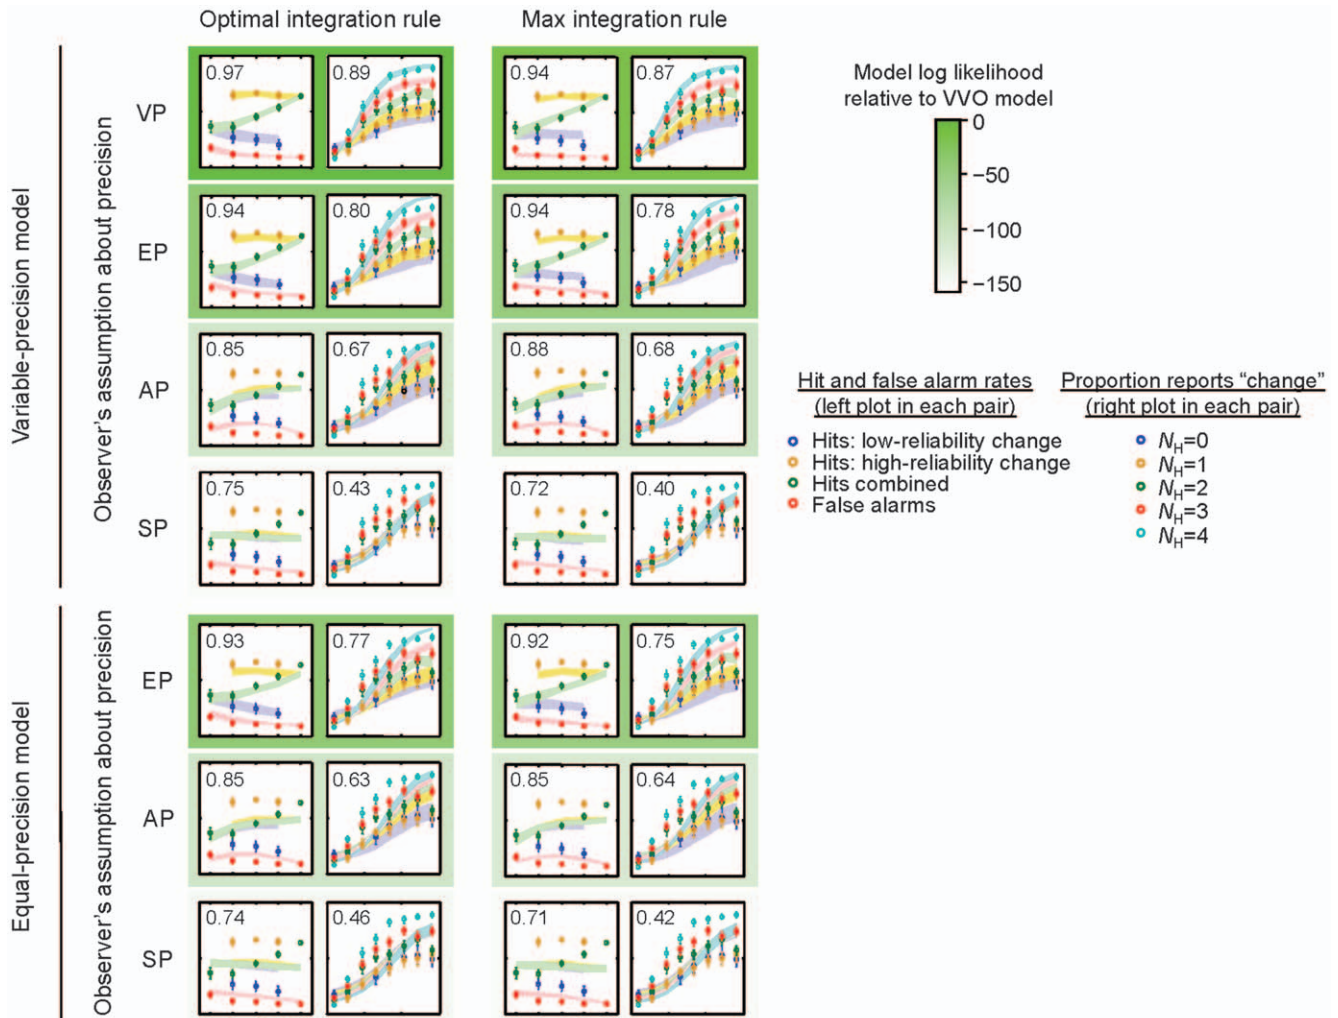 Optimal integration rule
Max integration rule
Variable-precision model
Observer's assumption about precision
VP
0.97
0.89
0.94
0.87
EP
0.94
0.80
0.94
0.78
AP
0.85
0.67
0.88
0.68
SP
0.75
0.43
0.72
0.40
Equal-precision model
Observer's assumption about precision
EP
0.93
0.77
0.92
0.75
AP
0.85
0.63
0.85
0.64
SP
0.74
0.46
0.71
0.42
Model log likelihood
relative to VVO model
0
−50
−100
−150
Hit and false alarm rates
(left plot in each pair)
Hits: low-reliability change
Hits: high-reliability change
Hits combined
False alarms
Proportion reports “change”
(right plot in each pair)
NH=0
NH=1
NH=2
NH=3
NH=4